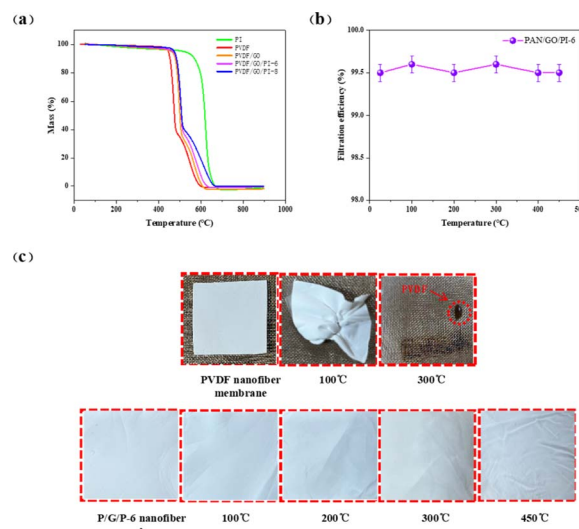 (a)
100
80
60
40
20
0
Mass (%)
0
200
400
600
800
1000
Temperature (℃)
PI
PVDF
PVDF/GO
PVDF/GO/PI-6
PVDF/GO/PI-8
(b)
100.0
99.5
99.0
98.5
98.0
Filtration efficiency (%)
0
100
200
300
400
Temperature (℃)
PAN/GO/PI-6
(c)
PVDF
PVDF nanofiber
membrane
100℃
300℃
P/G/P-6 nanofiber
100℃
200℃
300℃
450℃